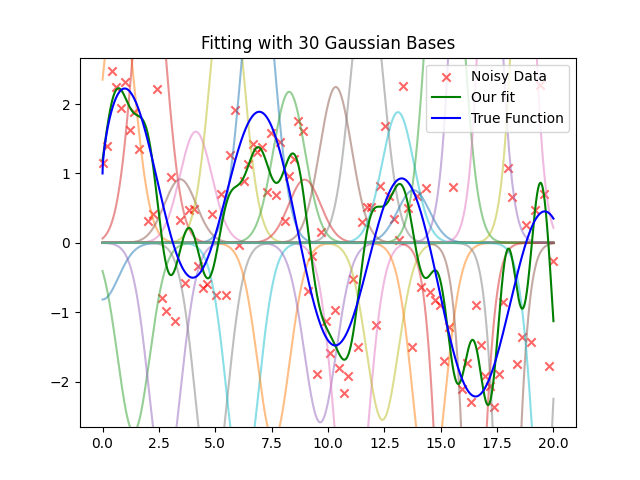 Fitting with 30 Gaussian Bases
Noisy Data
Our fit
True Function
2
1
0
−1
−2
0.0 2.5 5.0 7.5 10.0 12.5 15.0 17.5 20.0